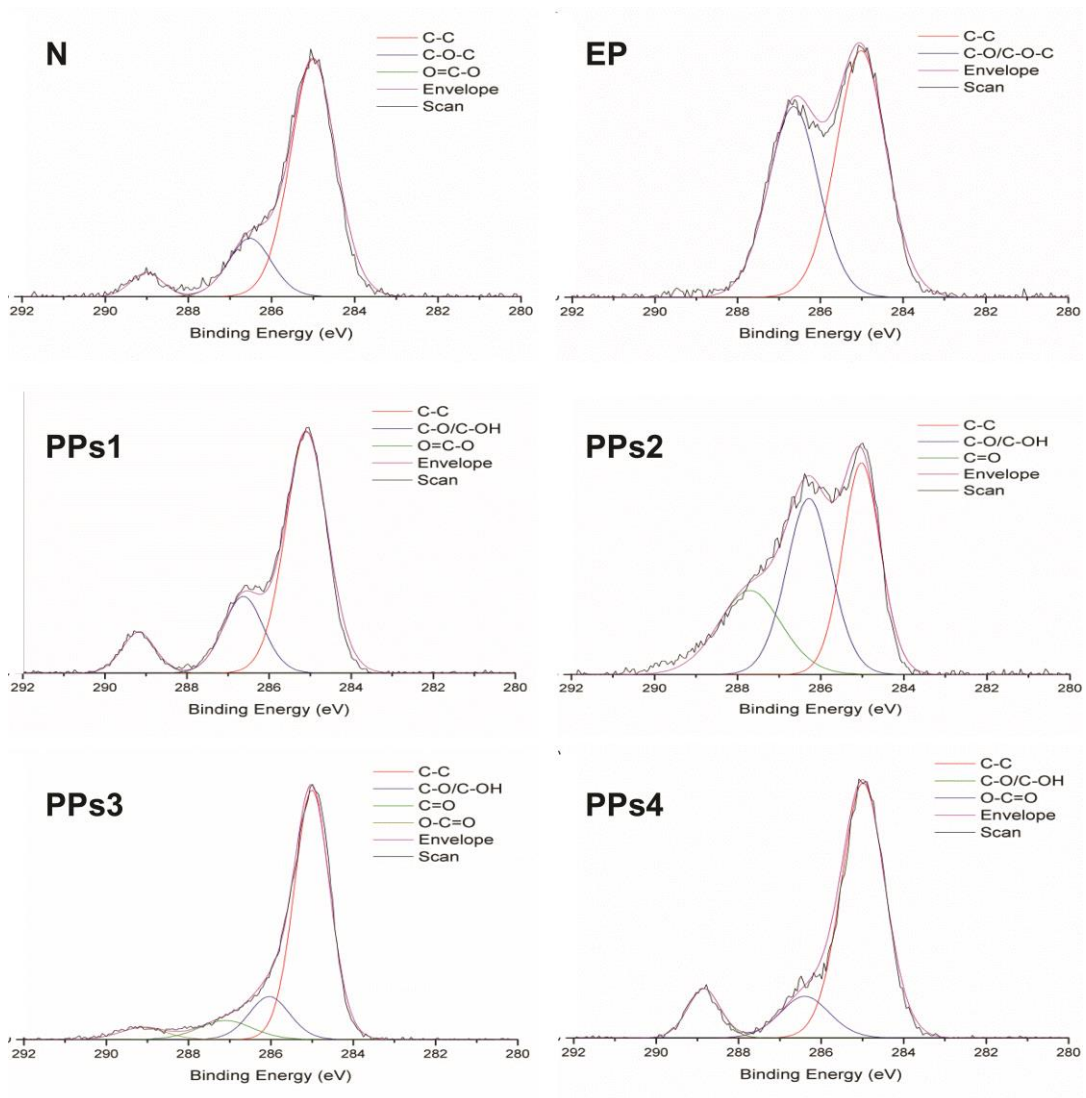 N
C-C
C-O-C
O=C-O
Envelope
Scan
292 290 288 286 284 282 280
Binding Energy (eV)
EP
C-C
C-O/C-O-C
Envelope
Scan
292 290 288 286 284 282 280
Binding Energy (eV)
PPs1
C-C
C-O/C-OH
O=C-O
Envelope
Scan
292 290 288 286 284 282 280
Binding Energy (eV)
PPs2
C-C
C-O/C-OH
C=O
Envelope
Scan
292 290 288 286 284 282 280
Binding Energy (eV)
PPs3
C-C
C-O/C-OH
C=O
O-C=O
Envelope
Scan
292 290 288 286 284 282 280
Binding Energy (eV)
PPs4
C-C
C-O/C-OH
O-C=O
Envelope
Scan
292 290 288 286 284 282 280
Binding Energy (eV)